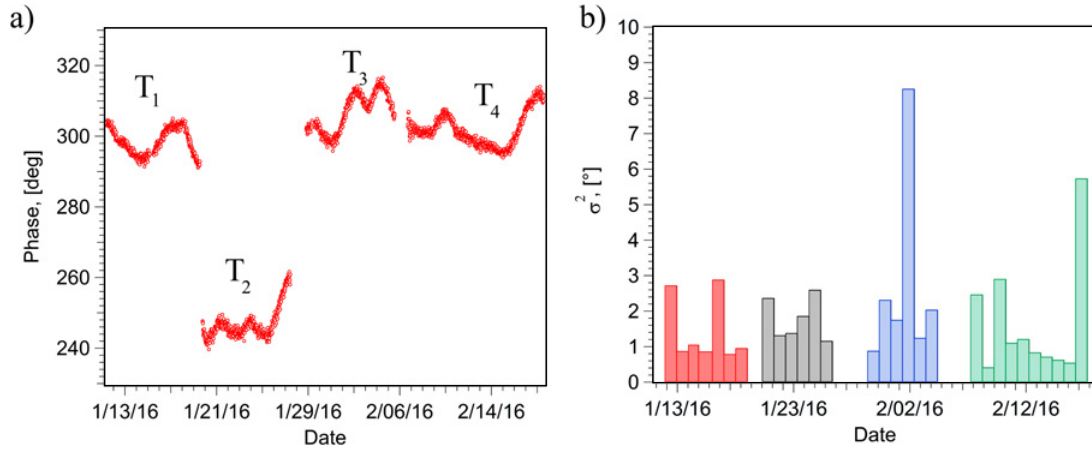 a)
320
300
280
260
240
Phase, [deg]
T1
T2
T3
T4
1/13/16
1/21/16
1/29/16
2/06/16
2/14/16
Date
b)
10
9
8
7
6
5
4
3
2
1
0
σ², [°]
1/13/16
1/23/16
2/02/16
2/12/16
Date